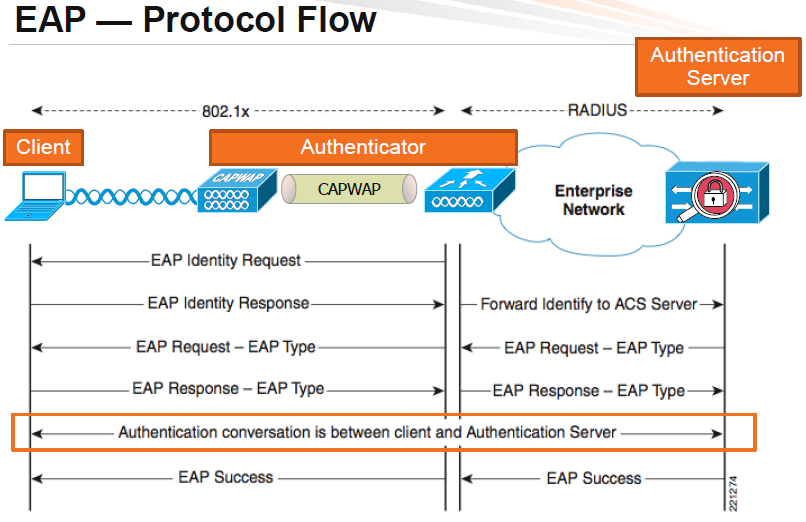 EAP — Protocol Flow
Authentication
Server
802.1x
RADIUS
Client
Authenticator
CAPWAP
CAPWAP
Enterprise
Network
EAP Identity Request
EAP Identity Response
Forward Identify to ACS Server
EAP Request – EAP Type
EAP Request – EAP Type
EAP Response – EAP Type
EAP Response – EAP Type
Authentication conversation is between client and Authentication Server
EAP Success
EAP Success
221274